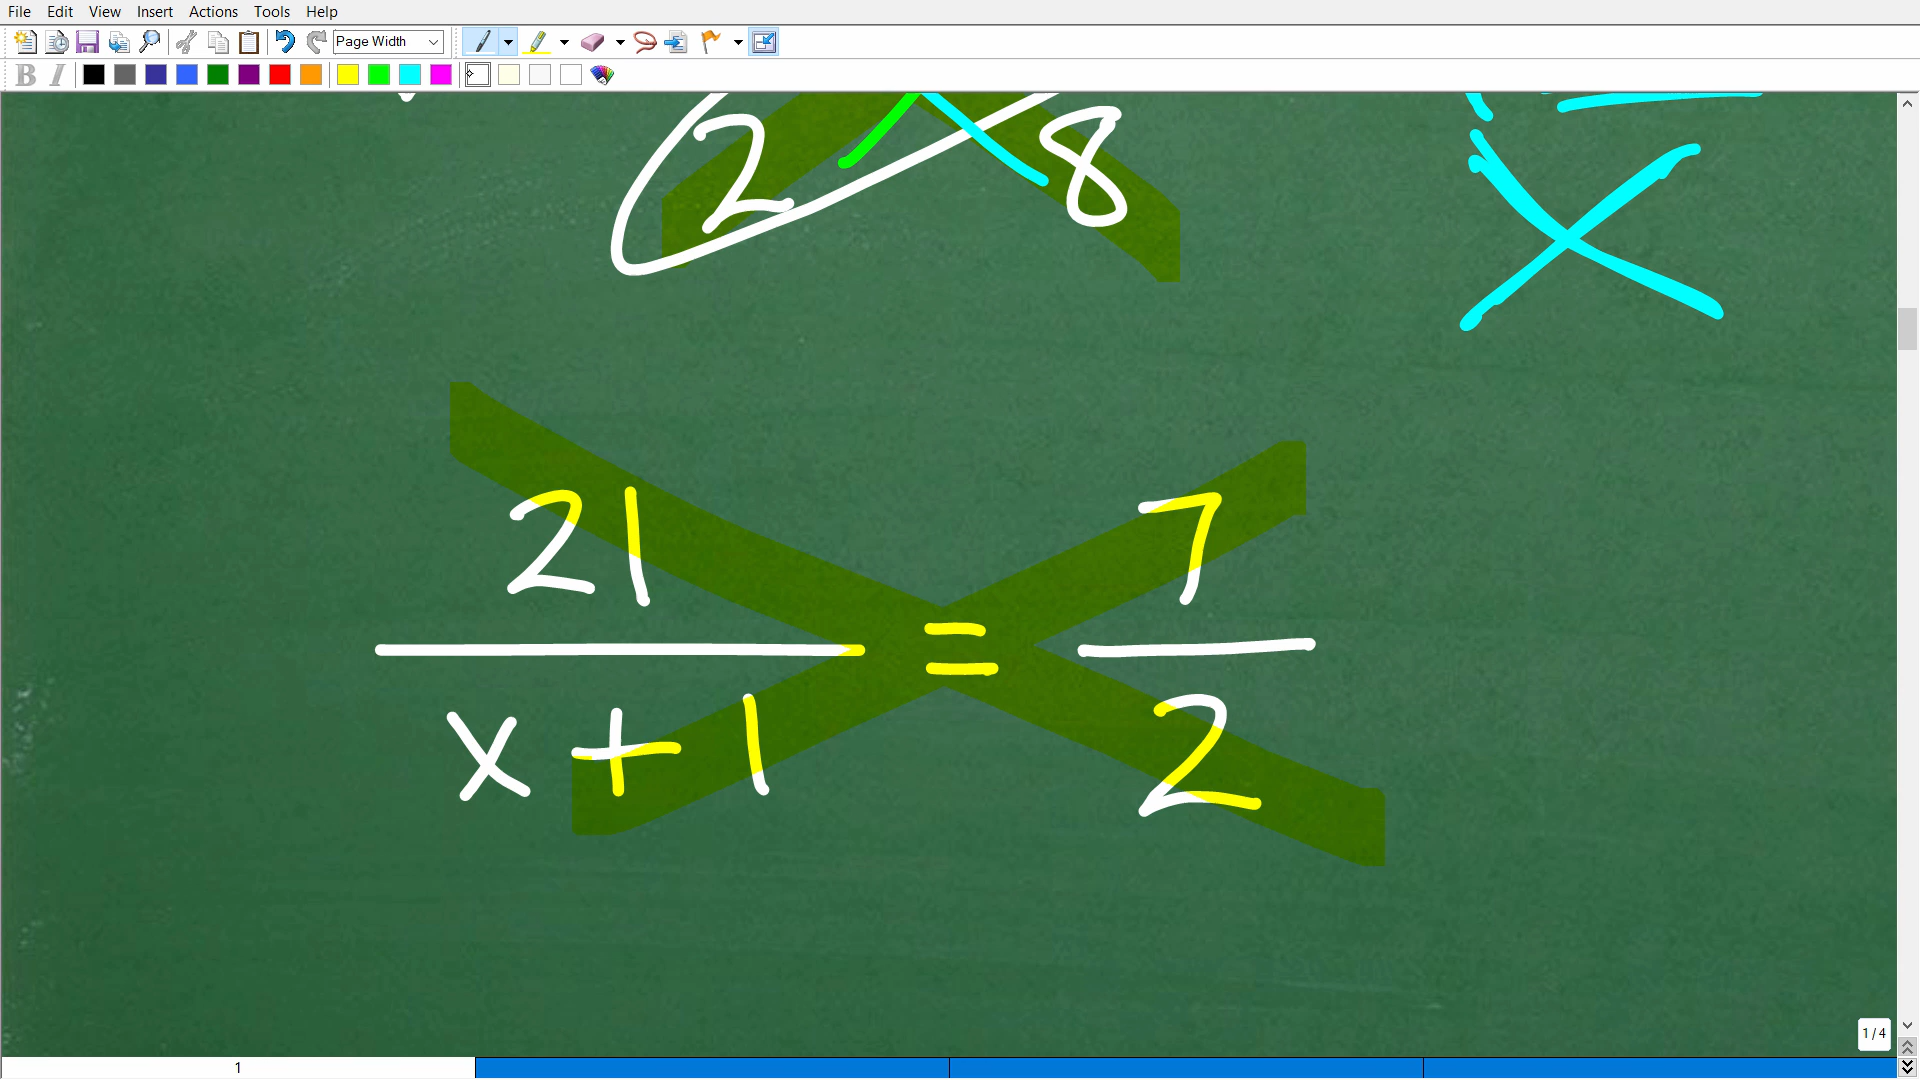 File Edit View Insert Actions Tools Help
Page Width
B I
2 8
x
21 = 7
x + 1 2
1 / 4
1